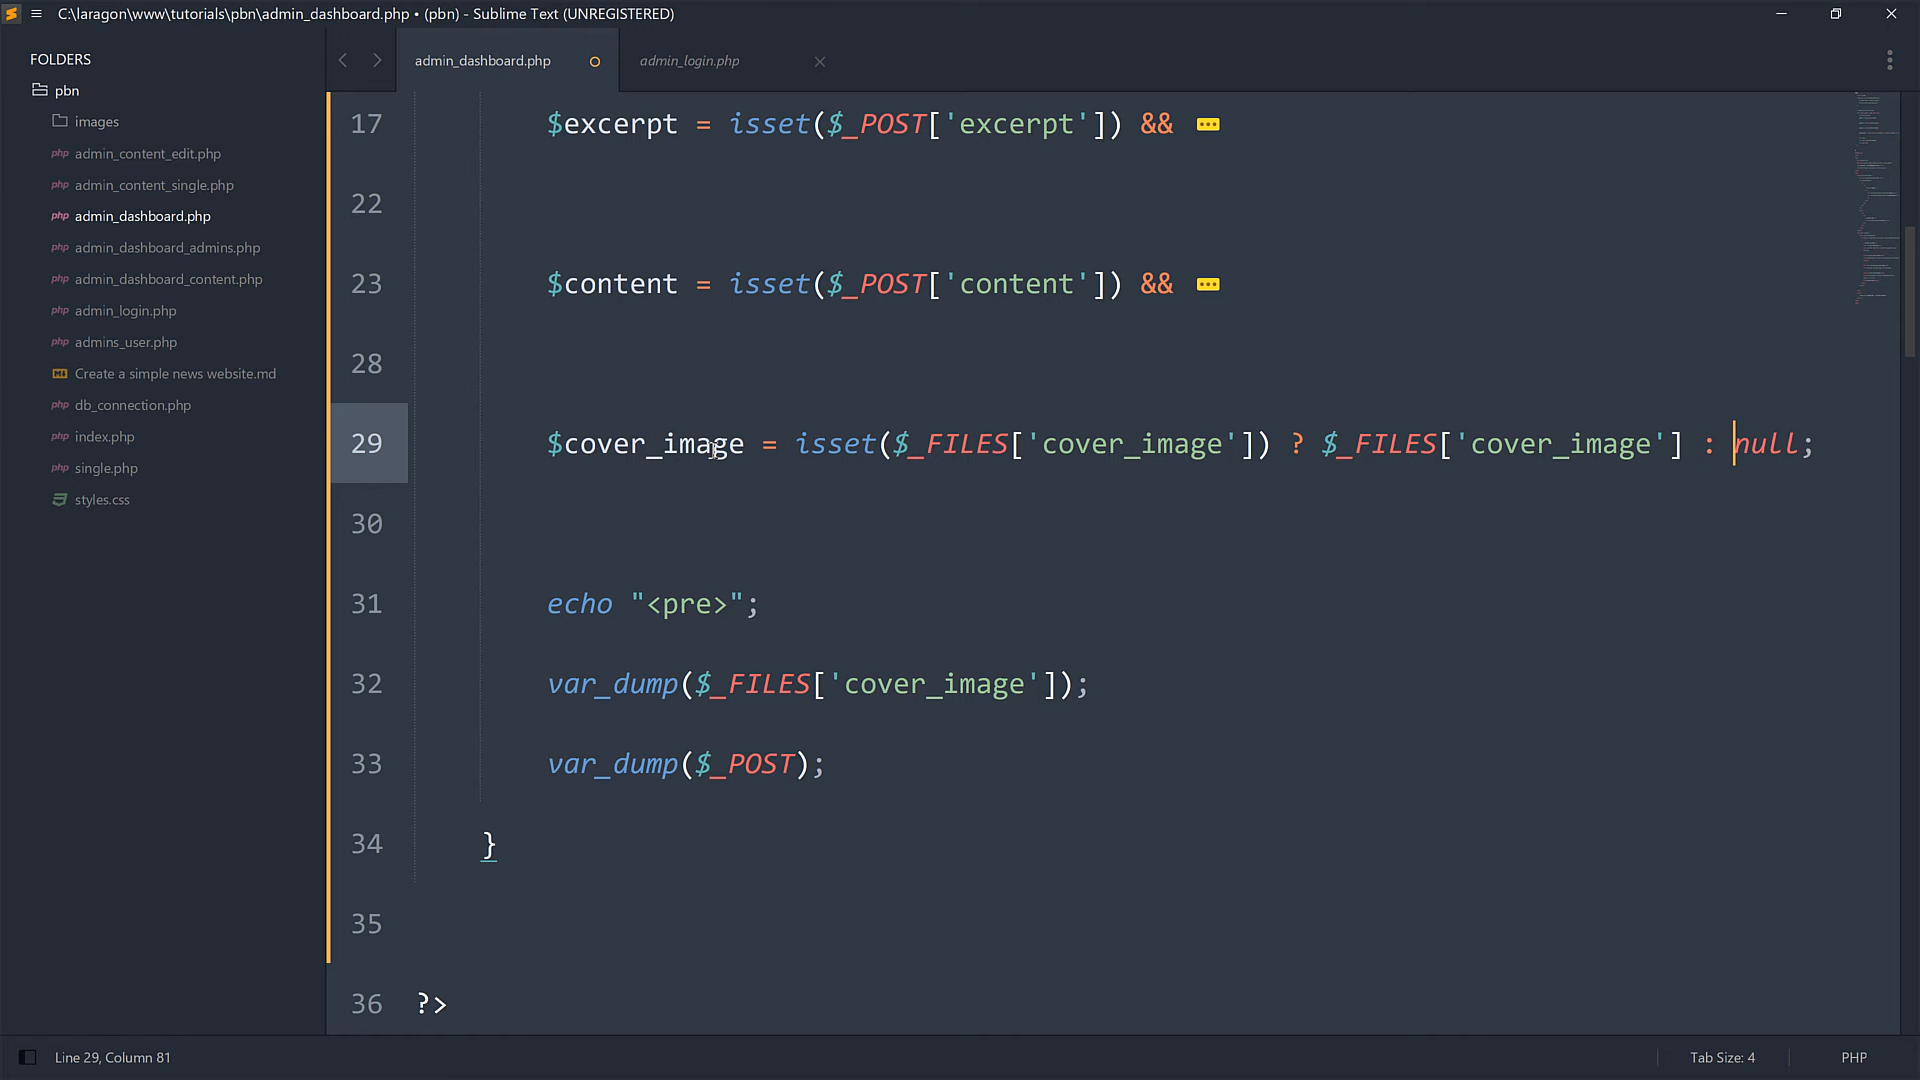 C:\laragon\www\tutorials\pbn\admin_dashboard.php • (pbn) - Sublime Text (UNREGISTERED)
FOLDERS
pbn
images
php admin_content_edit.php
php admin_content_single.php
php admin_dashboard.php
php admin_dashboard_admins.php
php admin_dashboard_content.php
php admin_login.php
php admins_user.php
Create a simple news website.md
php db_connection.php
php index.php
php single.php
styles.css
admin_dashboard.php
admin_login.php
17 $excerpt = isset($_POST['excerpt']) && •••
22
23 $content = isset($_POST['content']) && •••
28
29 $cover_image = isset($_FILES['cover_image']) ? $_FILES['cover_image'] : null;
30
31 echo "<pre>";
32 var_dump($_FILES['cover_image']);
33 var_dump($_POST);
34 }
35
36 ?>
Line 29, Column 81
Tab Size: 4
PHP